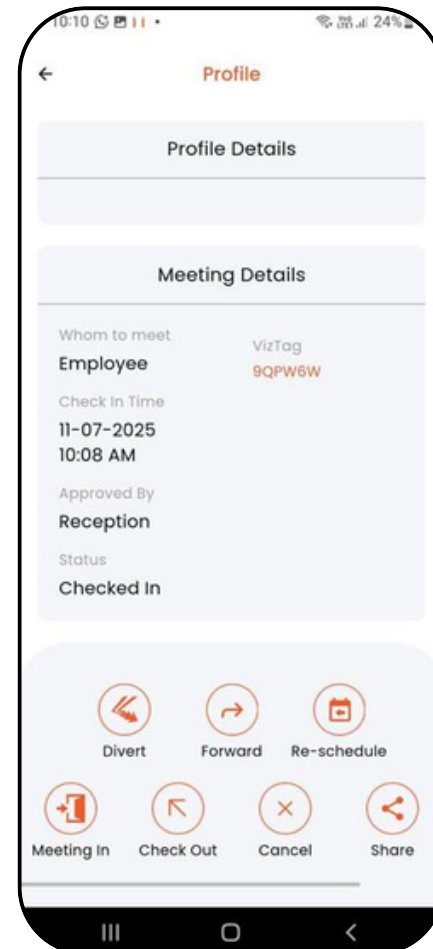 10:10 24%
Profile
Profile Details
Meeting Details
Whom to meet
Employee
VizTag
9QPW6W
Check In Time
11-07-2025
10:08 AM
Approved By
Reception
Status
Checked In
Divert Forward Re-schedule
Meeting In Check Out Cancel Share